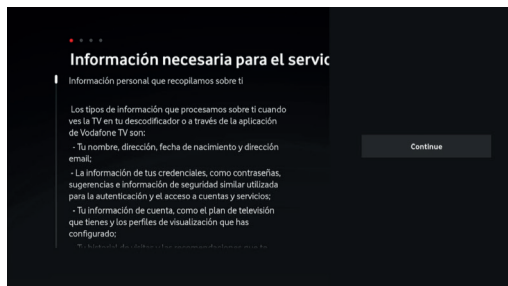 Información necesaria para el servic
Información personal que recopilamos sobre ti
Los tipos de información que procesamos sobre ti cuando
ves la TV en tu descodificador o a través de la aplicación
de Vodafone TV son:
- Tu nombre, dirección, fecha de nacimiento y dirección
email;
- La información de tus credenciales, como contraseñas,
sugerencias e información de seguridad similar utilizada
para la autenticación y el acceso a cuentas y servicios;
- Tu información de cuenta, como el plan de televisión
que tienes y los perfiles de visualización que has
configurado;
Continue